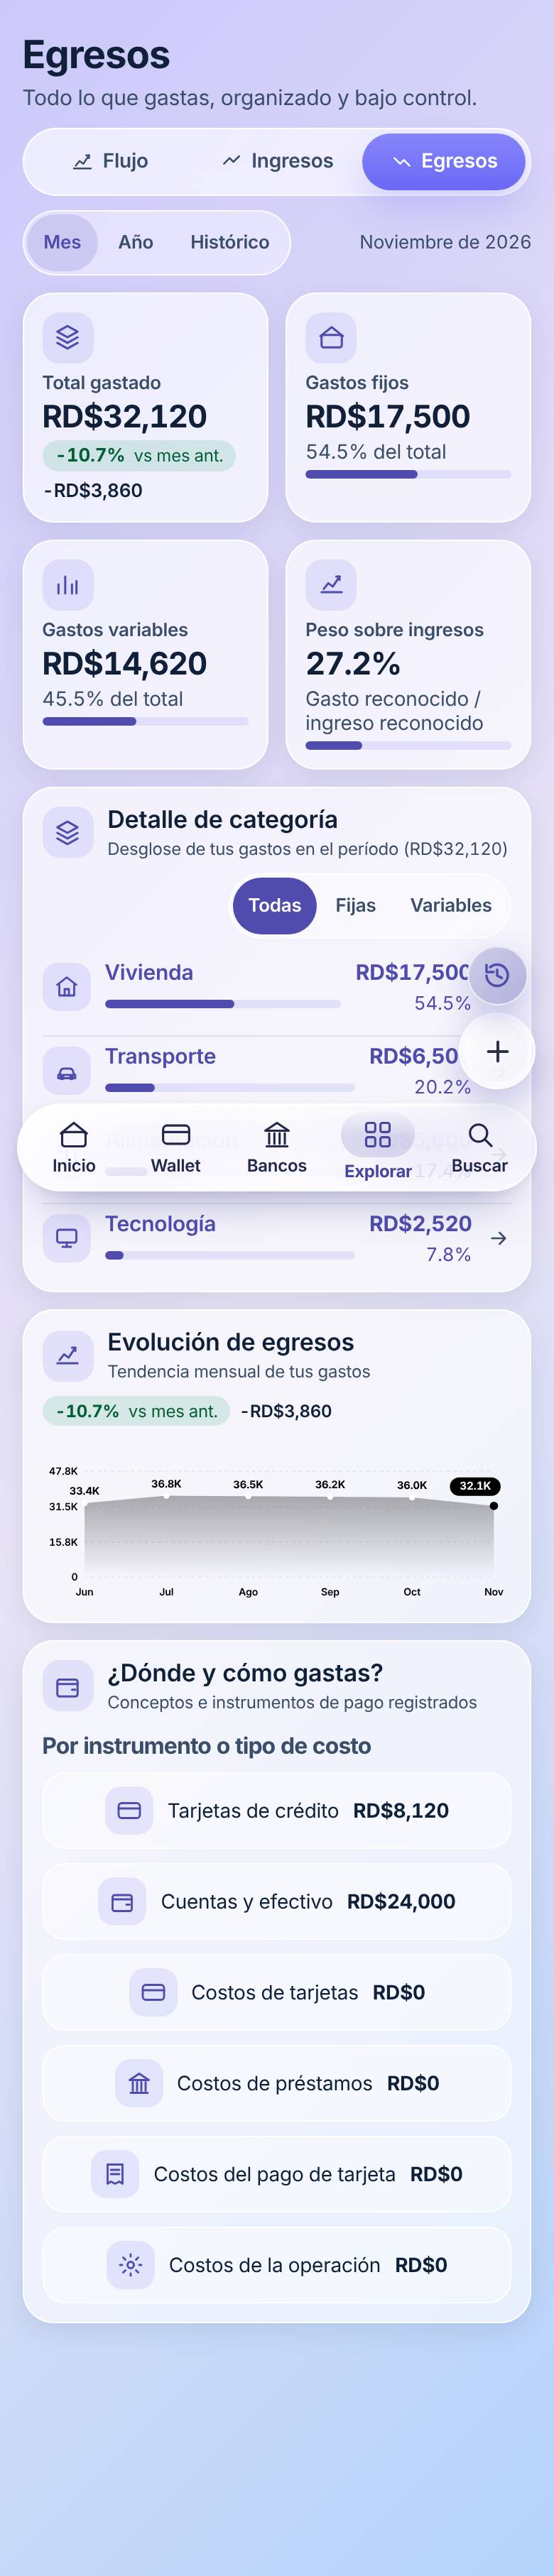 Egresos
Todo lo que gastas, organizado y bajo control.
Flujo
Ingresos
Egresos
Mes
Año
Histórico
Noviembre de 2026
Total gastado
RD$32,120
-10.7% vs mes ant.
-RD$3,860
Gastos fijos
RD$17,500
54.5% del total
Gastos variables
RD$14,620
45.5% del total
Peso sobre ingresos
27.2%
Gasto reconocido /
ingreso reconocido
Detalle de categoría
Desglose de tus gastos en el período (RD$32,120)
Todas
Fijas
Variables
Vivienda
RD$17,500
54.5%
Transporte
RD$6,50
20.2%
Alimentación
17.4%
Inicio
Wallet
Bancos
Explorar
Buscar
Tecnología
RD$2,520
7.8%
Evolución de egresos
Tendencia mensual de tus gastos
-10.7% vs mes ant.
-RD$3,860
47.8K
31.5K
15.8K
0
33.4K
36.8K
36.5K
36.2K
36.0K
32.1K
Jun
Jul
Ago
Sep
Oct
Nov
¿Dónde y cómo gastas?
Conceptos e instrumentos de pago registrados
Por instrumento o tipo de costo
Tarjetas de crédito RD$8,120
Cuentas y efectivo RD$24,000
Costos de tarjetas RD$0
Costos de préstamos RD$0
Costos del pago de tarjeta RD$0
Costos de la operación RD$0